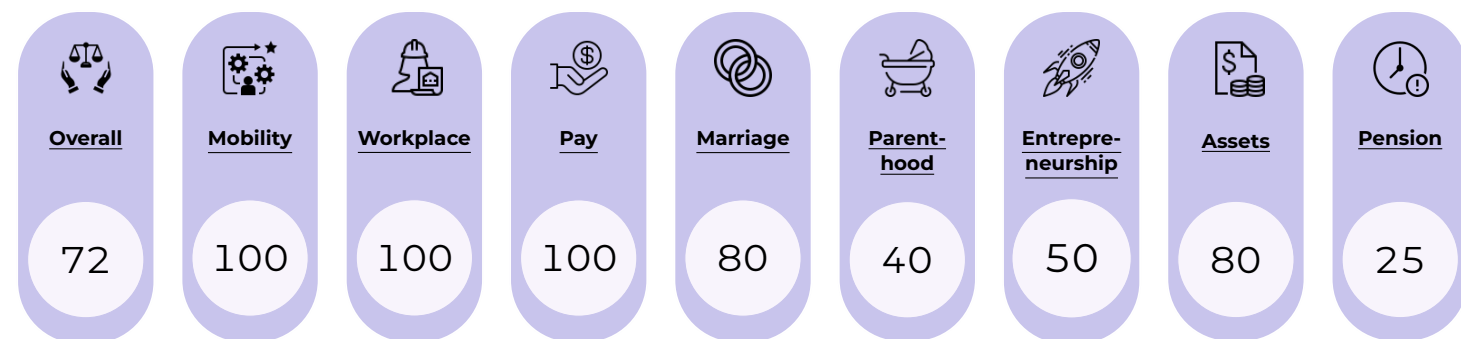 Overall
72
Mobility
100
Workplace
100
Pay
$
100
Marriage
80
Parent-
hood
40
Entrepre-
neurship
50
Assets
$
80
Pension
!
25